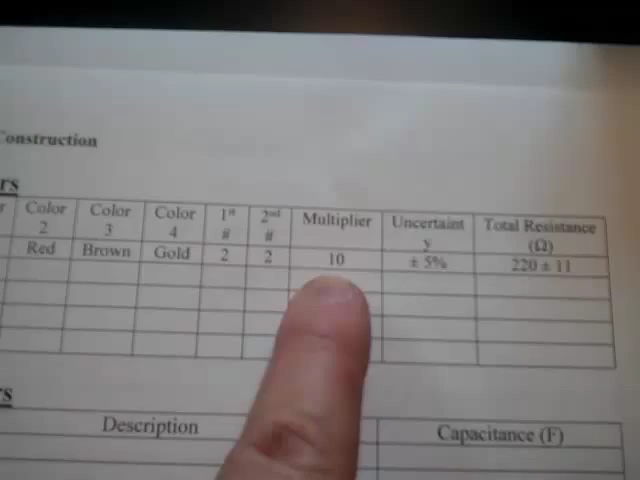 Construction
rs
r Color Color Color 1st 2nd Multiplier Uncertaint Total Resistance
2 3 4 # # y (Ω)
Red Brown Gold 2 2 10 ± 5% 220 ± 11
rs
Description Capacitance (F)